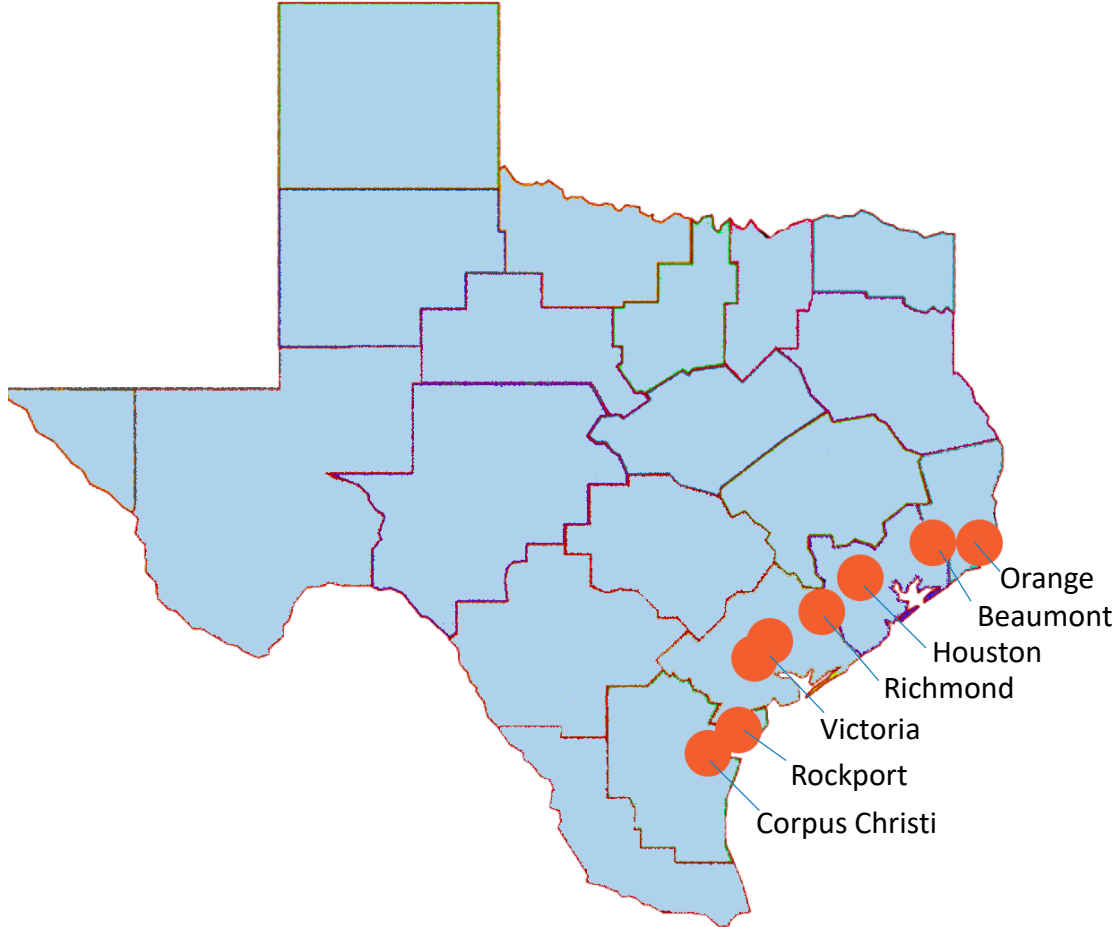 Orange
Beaumont
Houston
Richmond
Victoria
Rockport
Corpus Christi